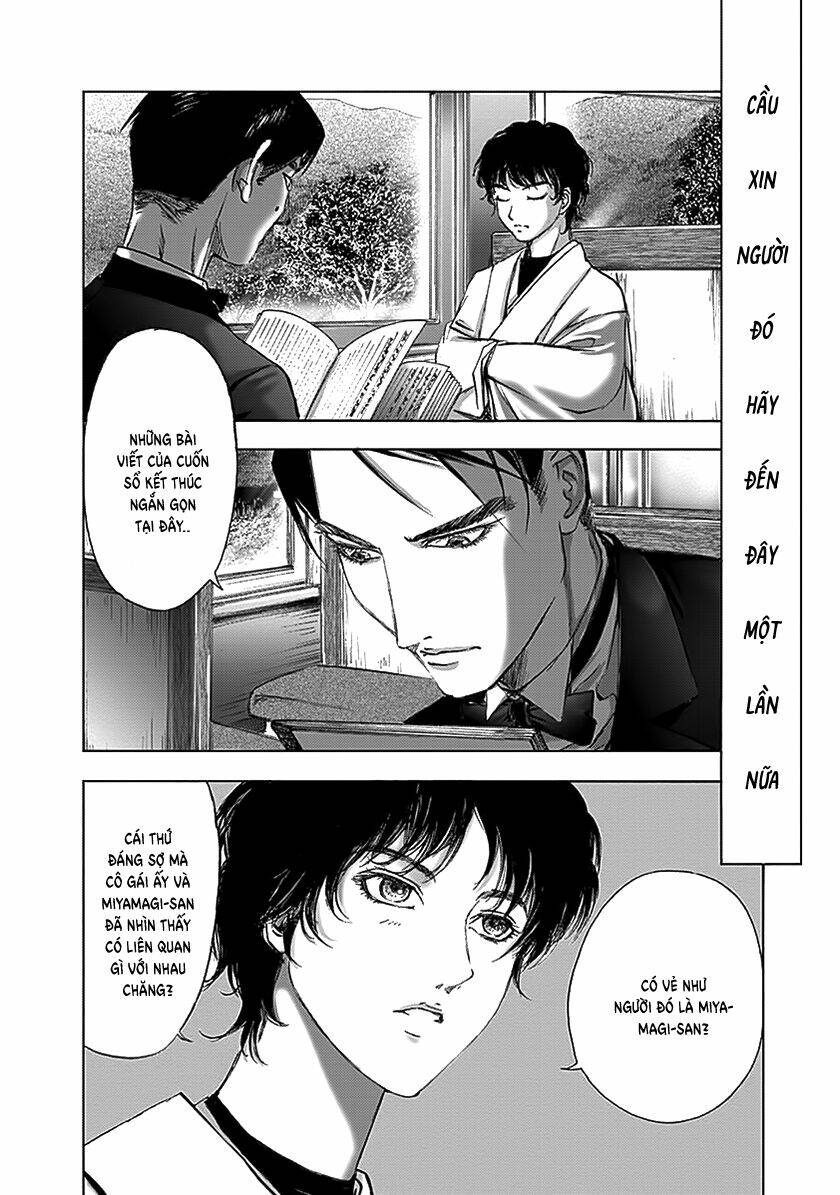 CẦU
XIN
NGƯỜI
ĐÓ
HÃY
ĐẾN
ĐÂY
MỘT
LẦN
NỮA
NHỮNG BÀI
VIẾT CỦA CUỐN
SỔ KẾT THÚC
NGẮN GỌN
TẠI ĐÂY..
CÓ VẺ NHƯ
NGƯỜI ĐÓ LÀ MIYA-
MAGI-SAN?
CÁI THỨ
ĐÁNG SỢ MÀ
CÔ GÁI ẤY VÀ
MIYAMAGI-SAN
ĐÃ NHÌN THẤY
CÓ LIÊN QUAN
GÌ VỚI NHAU
CHĂNG?